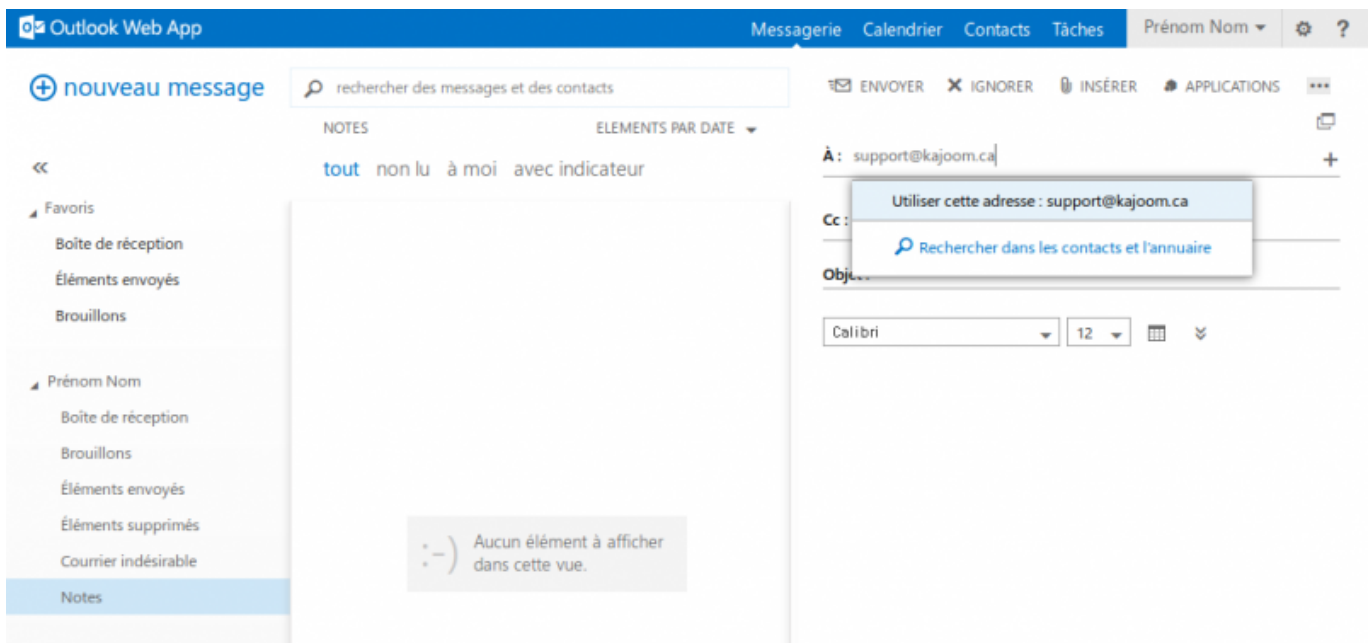 Outlook Web App
Messagerie Calendrier Contacts Tâches Prénom Nom ?
nouveau message
rechercher des messages et des contacts
NOTES ELEMENTS PAR DATE
tout non lu à moi avec indicateur
Favoris
Boîte de réception
Éléments envoyés
Brouillons
Prénom Nom
Boîte de réception
Brouillons
Éléments envoyés
Éléments supprimés
Courrier indésirable
Notes
:-) Aucun élément à afficher
dans cette vue.
ENVOYER IGNORER INSÉRER APPLICATIONS
À : support@kajoom.ca
Utiliser cette adresse : support@kajoom.ca
Cc :
Rechercher dans les contacts et l'annuaire
Objet :
Calibri 12